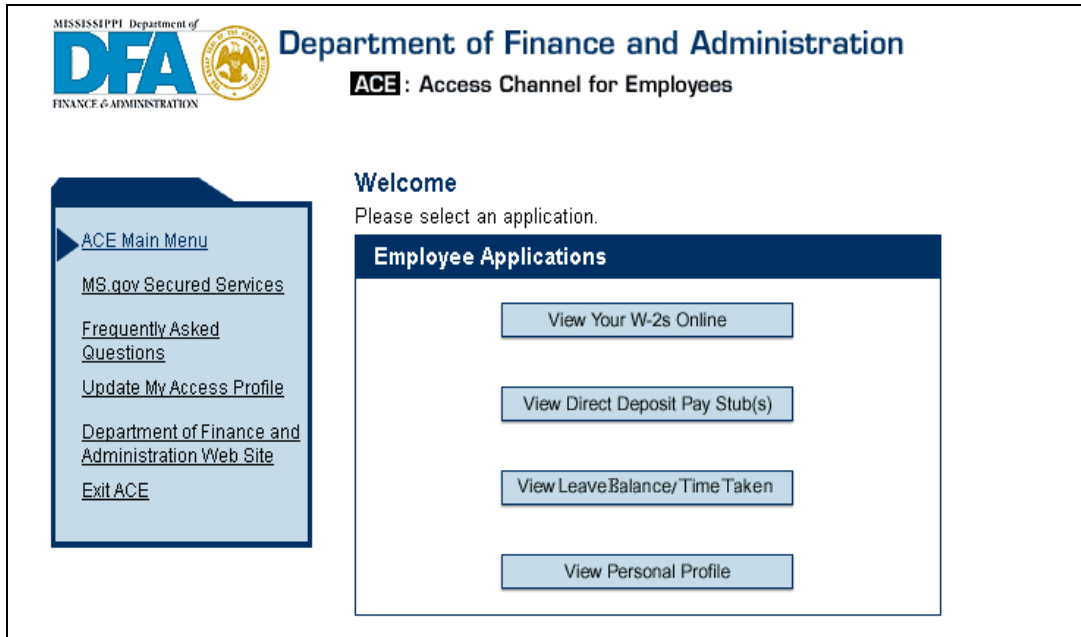 MISSISSIPPI Department of
DFA
FINANCE & ADMINISTRATION
Department of Finance and Administration
ACE : Access Channel for Employees
ACE Main Menu
MS.gov Secured Services
Frequently Asked
Questions
Update My Access Profile
Department of Finance and
Administration Web Site
Exit ACE
Welcome
Please select an application.
Employee Applications
View Your W-2s Online
View Direct Deposit Pay Stub(s)
View Leave Balance/Time Taken
View Personal Profile